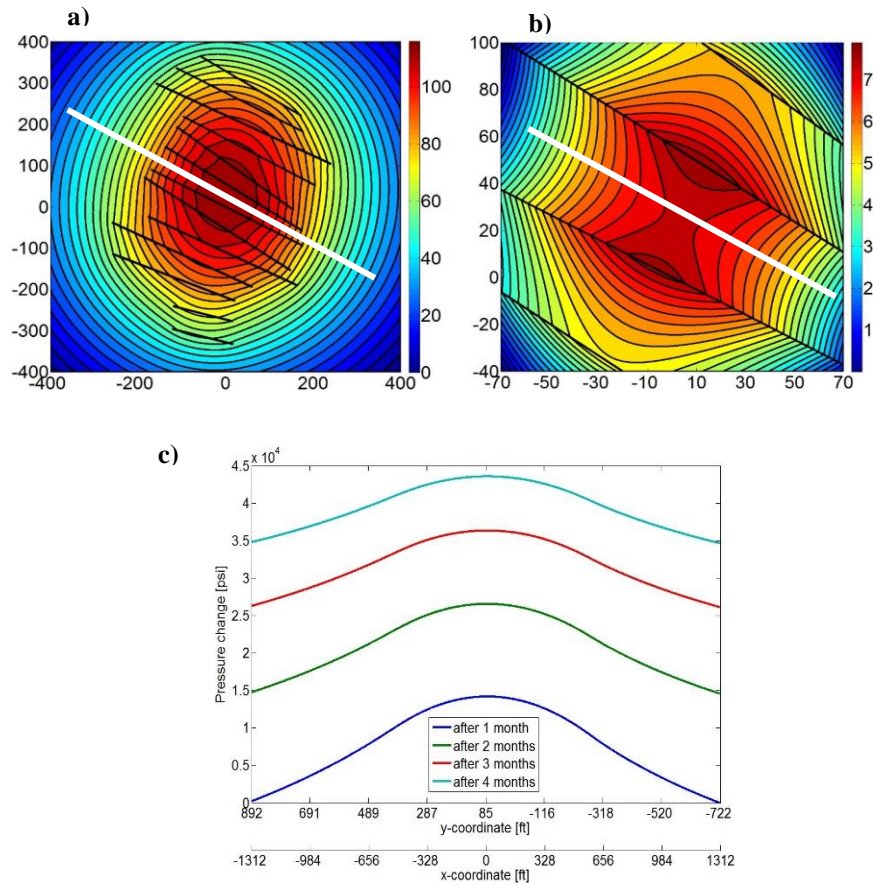 a)
400
300
200
100
0
-100
-200
-300
-400
-400 -200 0 200 400
100
80
60
40
20
0
b)
100
80
60
40
20
0
-20
-40
-70 -50 -30 -10 10 30 50 70
7
6
5
4
3
2
1
c)
x 10^4
4.5
4
3.5
3
2.5
2
1.5
1
0.5
0
Pressure change [psi]
after 1 month
after 2 months
after 3 months
after 4 months
892 691 489 287 85 -116 -318 -520 -722
y-coordinate [ft]
-1312 -984 -656 -328 0 328 656 984 1312
x-coordinate [ft]